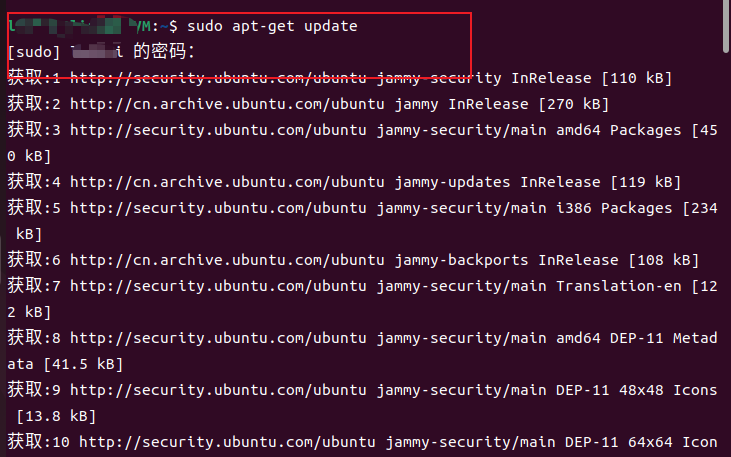 VM:~$ sudo apt-get update
[sudo] i 的密码：
获取:1 http://security.ubuntu.com/ubuntu jammy-security InRelease [110 kB]
获取:2 http://cn.archive.ubuntu.com/ubuntu jammy InRelease [270 kB]
获取:3 http://security.ubuntu.com/ubuntu jammy-security/main amd64 Packages [45
0 kB]
获取:4 http://cn.archive.ubuntu.com/ubuntu jammy-updates InRelease [119 kB]
获取:5 http://security.ubuntu.com/ubuntu jammy-security/main i386 Packages [234
 kB]
获取:6 http://cn.archive.ubuntu.com/ubuntu jammy-backports InRelease [108 kB]
获取:7 http://security.ubuntu.com/ubuntu jammy-security/main Translation-en [12
2 kB]
获取:8 http://security.ubuntu.com/ubuntu jammy-security/main amd64 DEP-11 Metad
ata [41.5 kB]
获取:9 http://security.ubuntu.com/ubuntu jammy-security/main DEP-11 48x48 Icons
 [13.8 kB]
获取:10 http://security.ubuntu.com/ubuntu jammy-security/main DEP-11 64x64 Icon